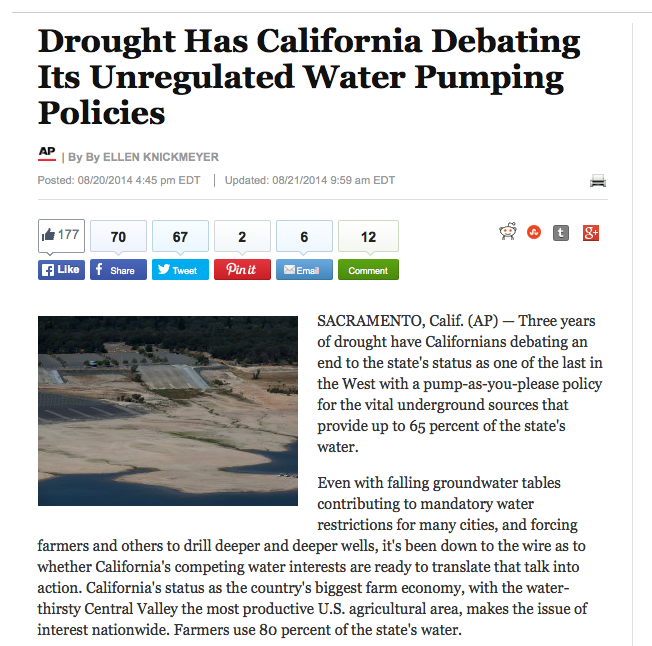 Drought Has California Debating
Its Unregulated Water Pumping
Policies
AP | By By ELLEN KNICKMEYER
Posted: 08/20/2014 4:45 pm EDT | Updated: 08/21/2014 9:59 am EDT
177 70 67 2 6 12
Like Share Tweet Pin it Email Comment
SACRAMENTO, Calif. (AP) — Three years
of drought have Californians debating an
end to the state's status as one of the last in
the West with a pump-as-you-please policy
for the vital underground sources that
provide up to 65 percent of the state's
water.
Even with falling groundwater tables
contributing to mandatory water
restrictions for many cities, and forcing
farmers and others to drill deeper and deeper wells, it's been down to the wire as to
whether California's competing water interests are ready to translate that talk into
action. California's status as the country's biggest farm economy, with the water-
thirsty Central Valley the most productive U.S. agricultural area, makes the issue of
interest nationwide. Farmers use 80 percent of the state's water.